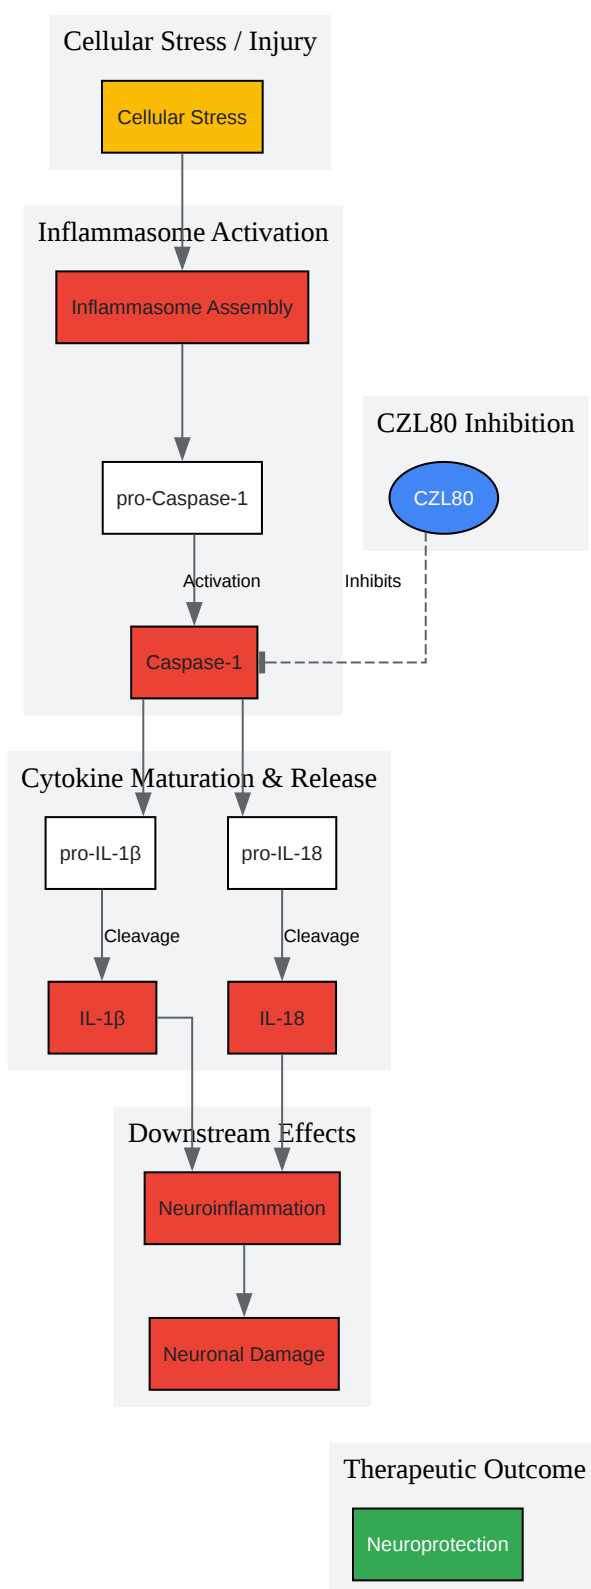 Cellular Stress / Injury
Cellular Stress
Inflammasome Activation
Inflammasome Assembly
CZL80 Inhibition
pro-Caspase-1
CZL80
Activation
Inhibits
Caspase-1
Cytokine Maturation & Release
pro-IL-1β
pro-IL-18
Cleavage
Cleavage
IL-1β
IL-18
Downstream Effects
Neuroinflammation
Neuronal Damage
Therapeutic Outcome
Neuroprotection